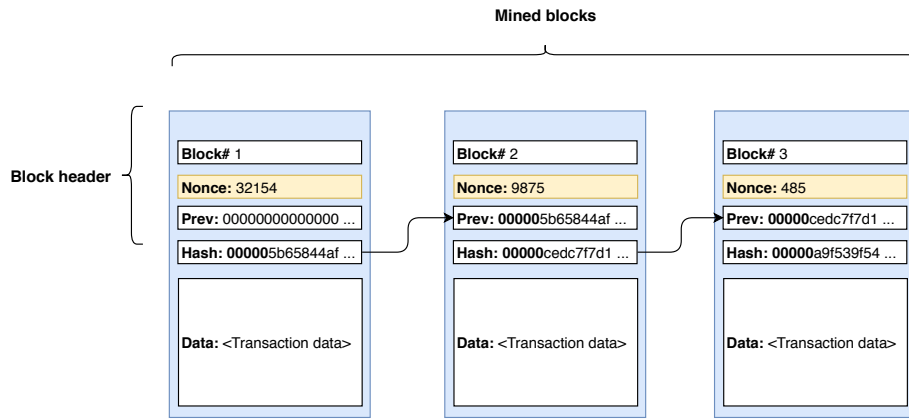 Mined blocks
Block header
Block# 1
Nonce: 32154
Prev: 00000000000000 ...
Hash: 000005b65844af ...
Data: <Transaction data>
Block# 2
Nonce: 9875
Prev: 000005b65844af ...
Hash: 00000cedc7f7d1 ...
Data: <Transaction data>
Block# 3
Nonce: 485
Prev: 00000cedc7f7d1 ...
Hash: 00000a9f539f54 ...
Data: <Transaction data>